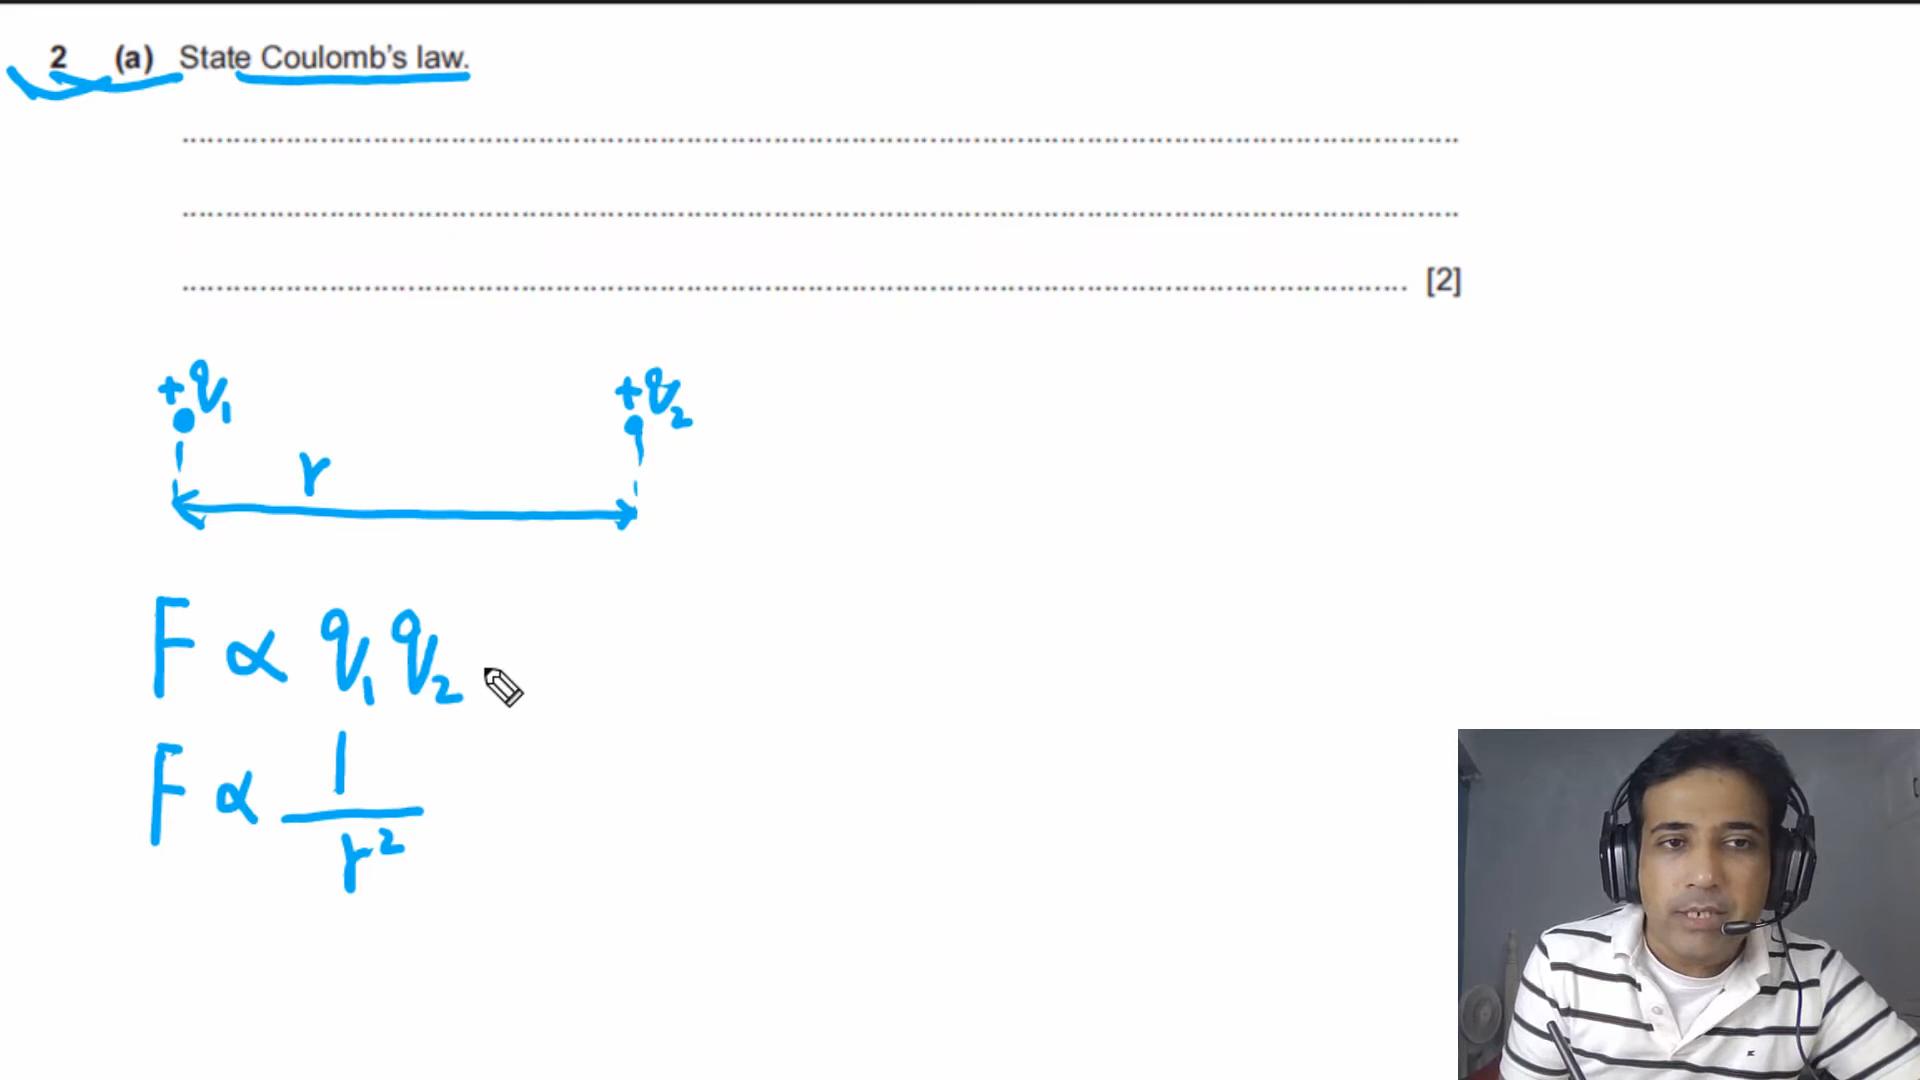 2 (a) State Coulomb's law.
[2]
+q₁ +q₂
r
F ∝ q₁ q₂
F ∝ 1/r²